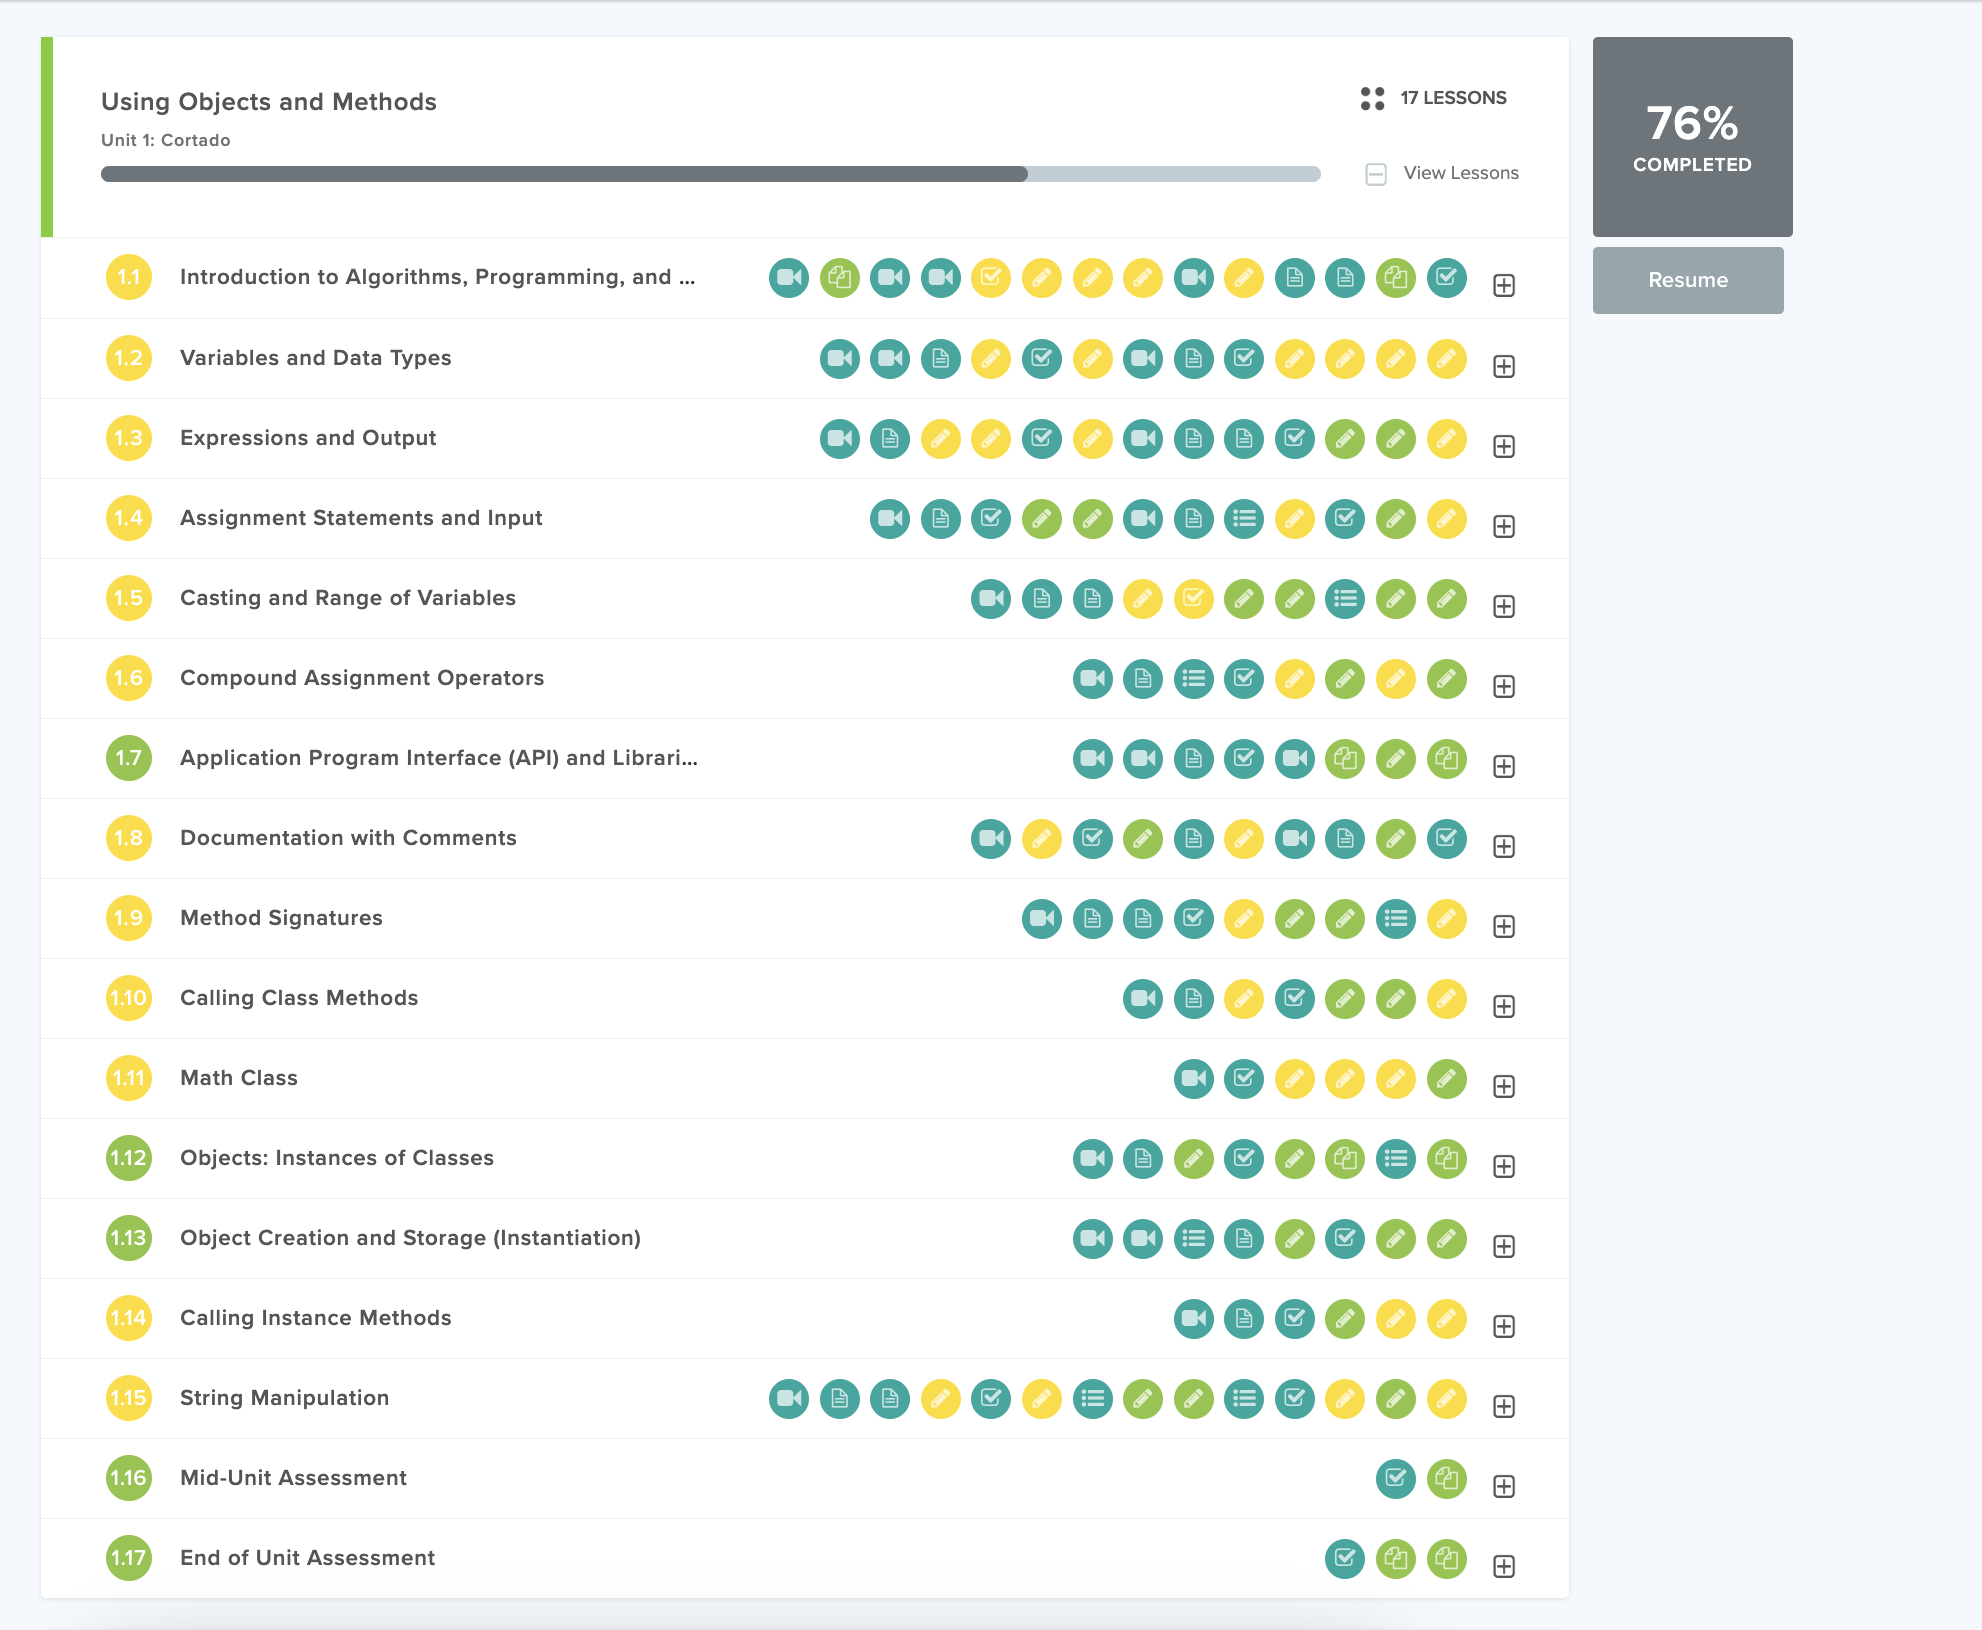 Using Objects and Methods
17 LESSONS
Unit 1: Cortado
View Lessons
76%
COMPLETED
Resume
1.1 Introduction to Algorithms, Programming, and ...
1.2 Variables and Data Types
1.3 Expressions and Output
1.4 Assignment Statements and Input
1.5 Casting and Range of Variables
1.6 Compound Assignment Operators
1.7 Application Program Interface (API) and Librari...
1.8 Documentation with Comments
1.9 Method Signatures
1.10 Calling Class Methods
1.11 Math Class
1.12 Objects: Instances of Classes
1.13 Object Creation and Storage (Instantiation)
1.14 Calling Instance Methods
1.15 String Manipulation
1.16 Mid-Unit Assessment
1.17 End of Unit Assessment